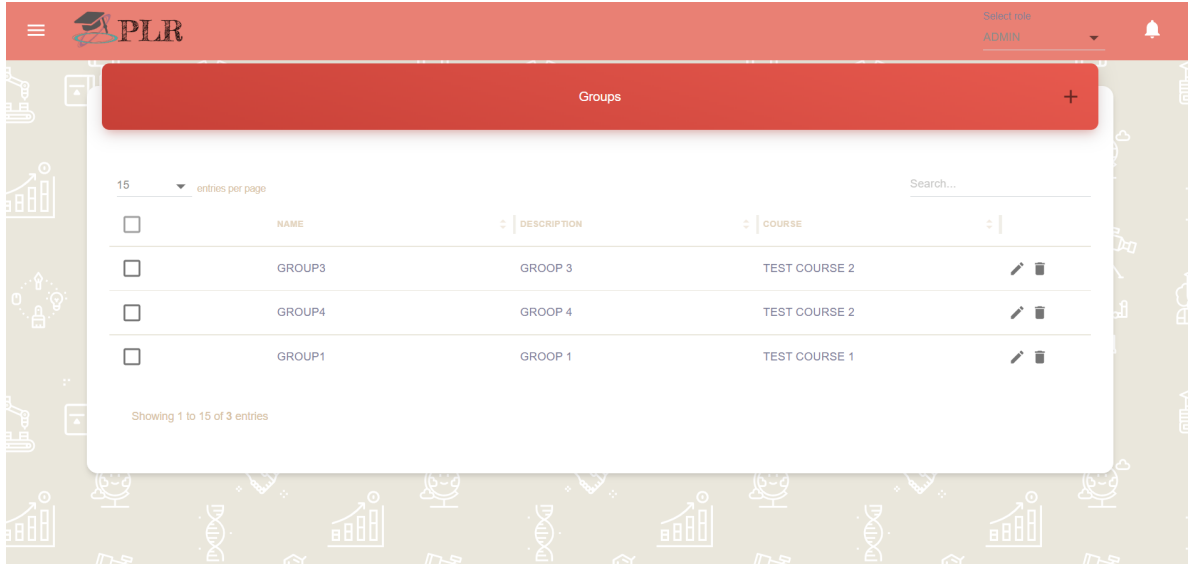 PLR
Select role
ADMIN
Groups
15 entries per page
Search...
NAME DESCRIPTION COURSE
GROUP3 GROOP 3 TEST COURSE 2
GROUP4 GROOP 4 TEST COURSE 2
GROUP1 GROOP 1 TEST COURSE 1
Showing 1 to 15 of 3 entries